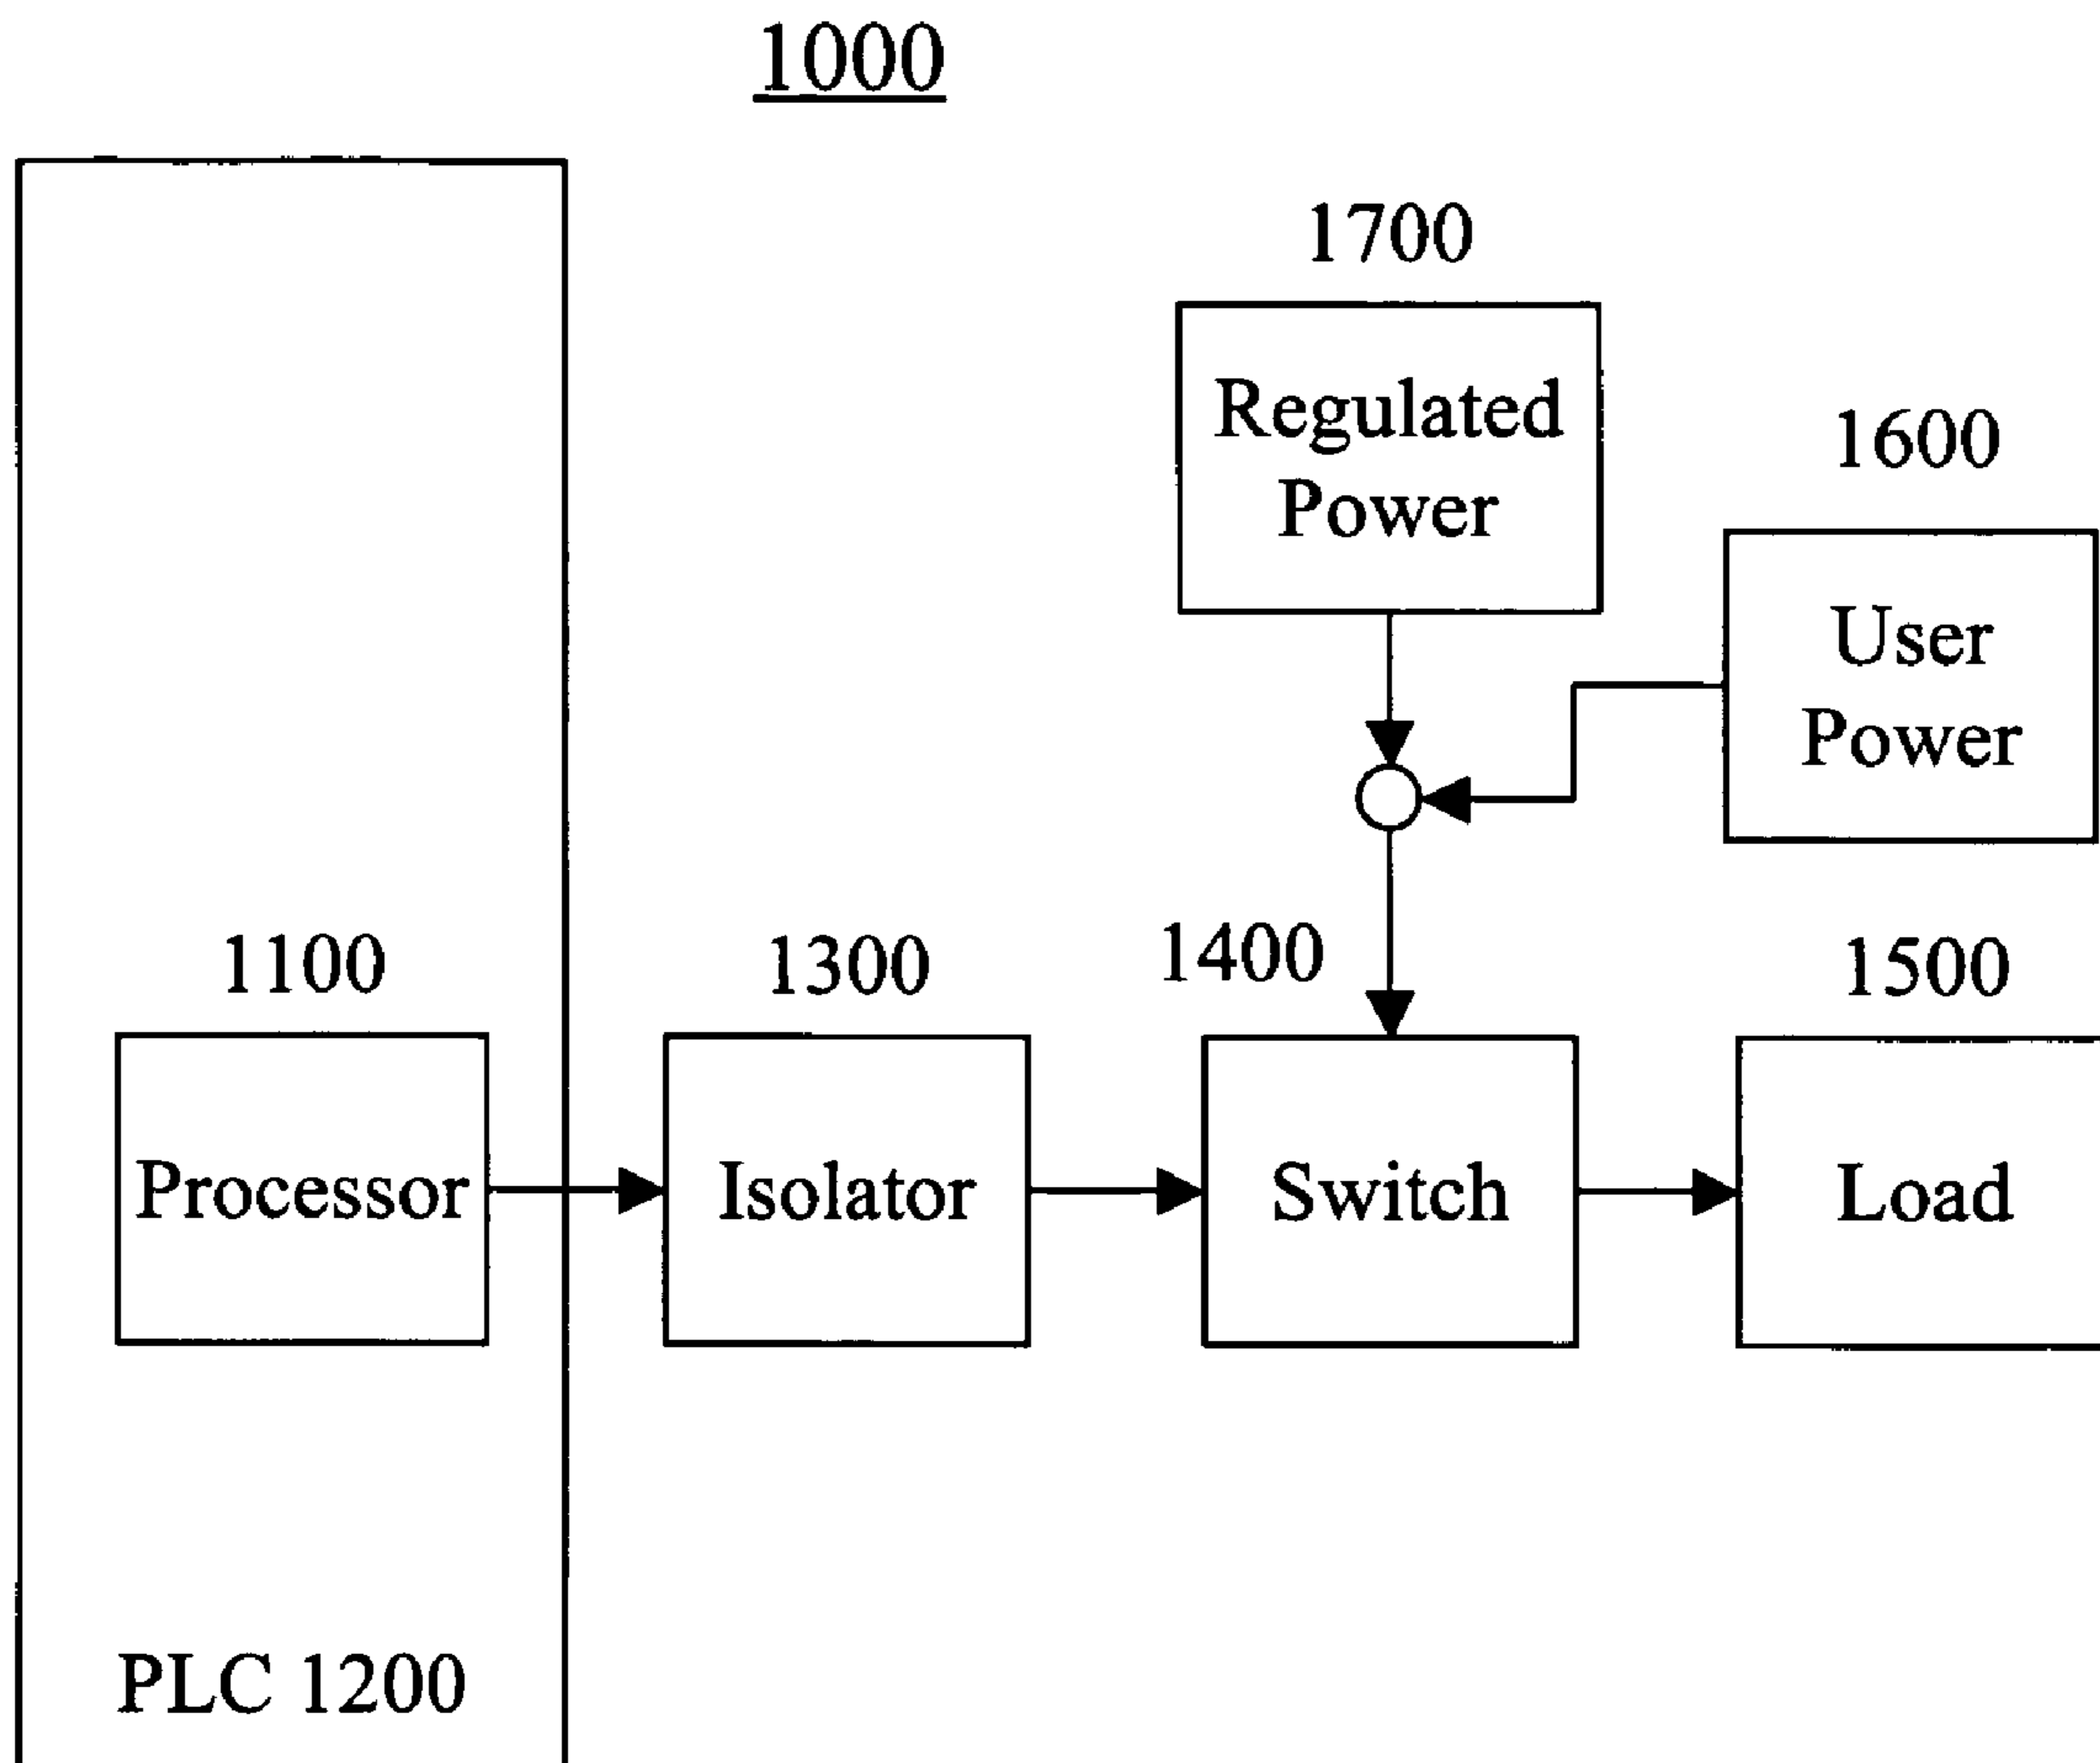 1000
1700
Regulated
Power
1600
User
Power
1100
1300
1400
1500
Processor
Isolator
Switch
Load
PLC 1200